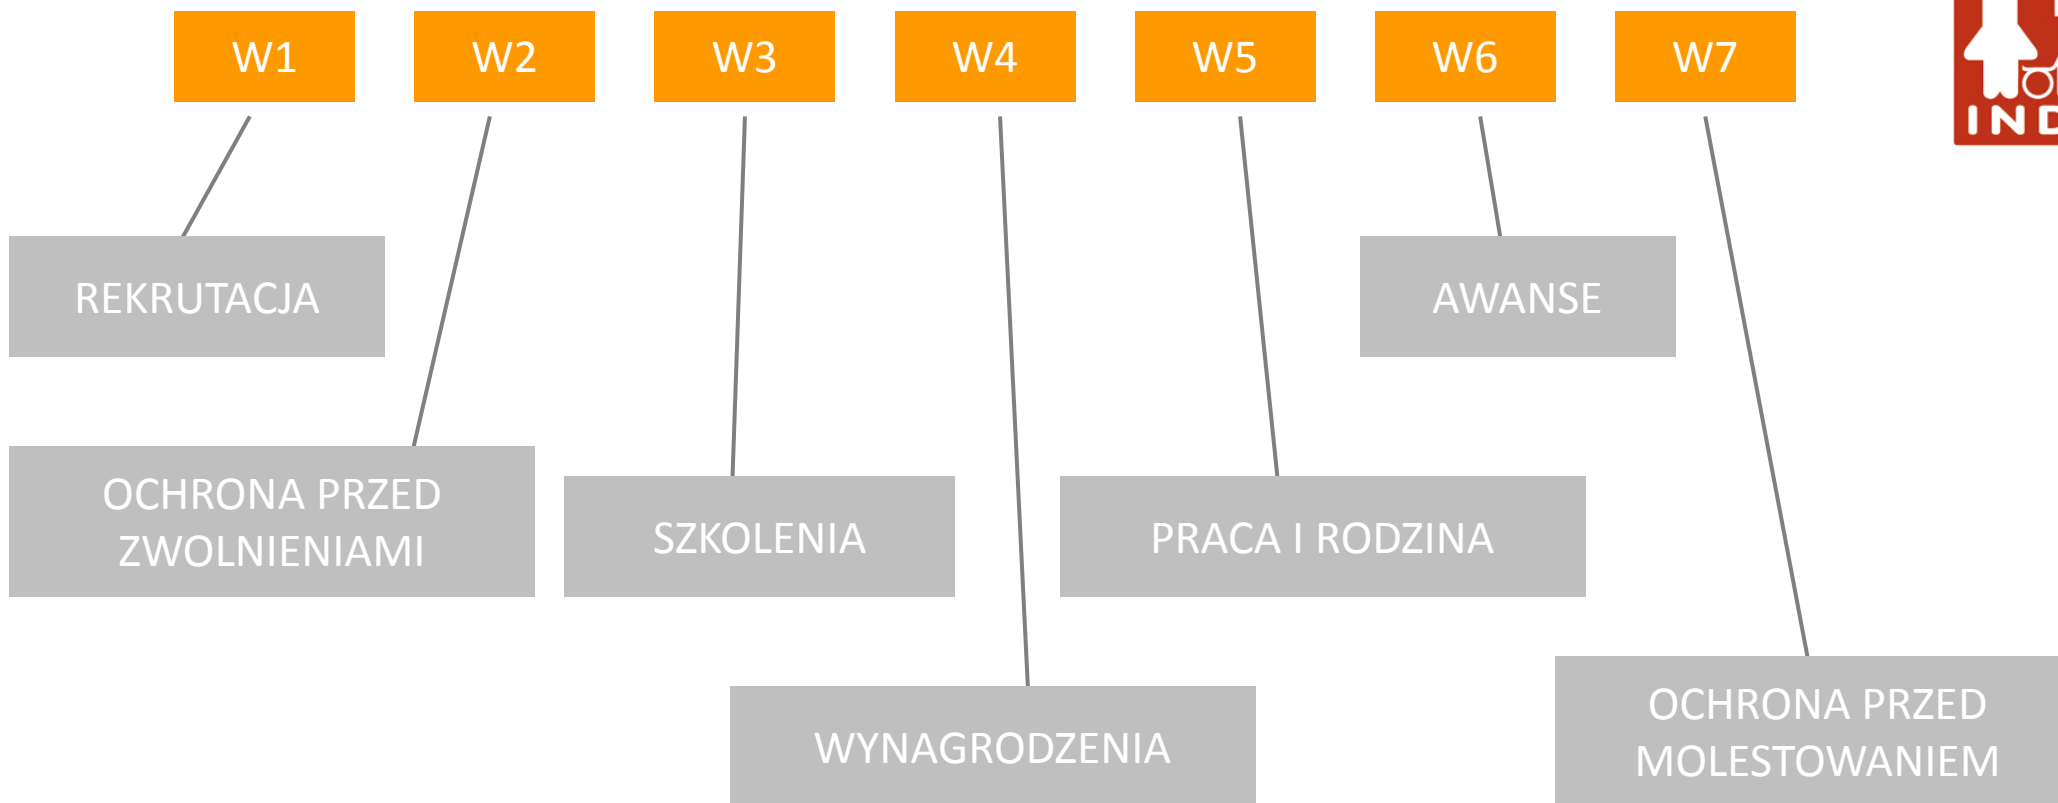 W1
W2
W3
W4
W5
W6
W7
REKRUTACJA
AWANSE
OCHRONA PRZED
ZWOLNIENIAMI
SZKOLENIA
PRACA I RODZINA
WYNAGRODZENIA
OCHRONA PRZED
MOLESTOWANIEM